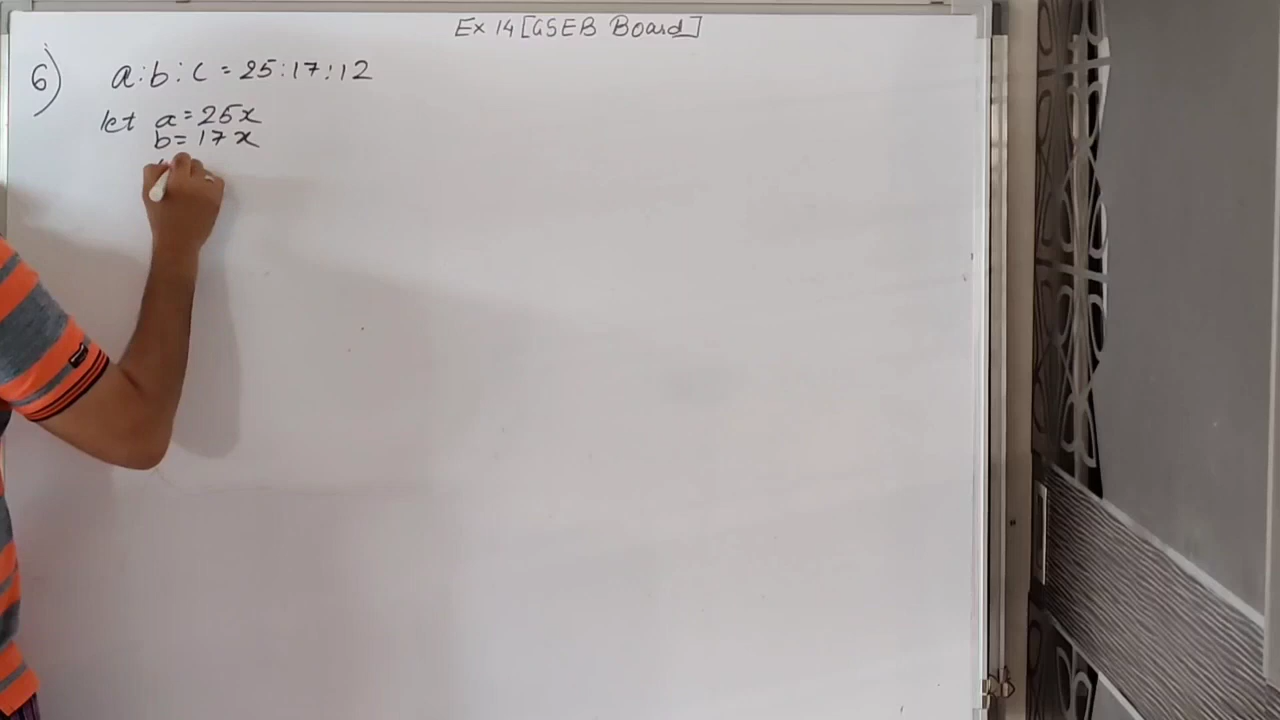 Ex 14 [GSEB Board]
6) a:b:c = 25:17:12
let a = 25x
b = 17x